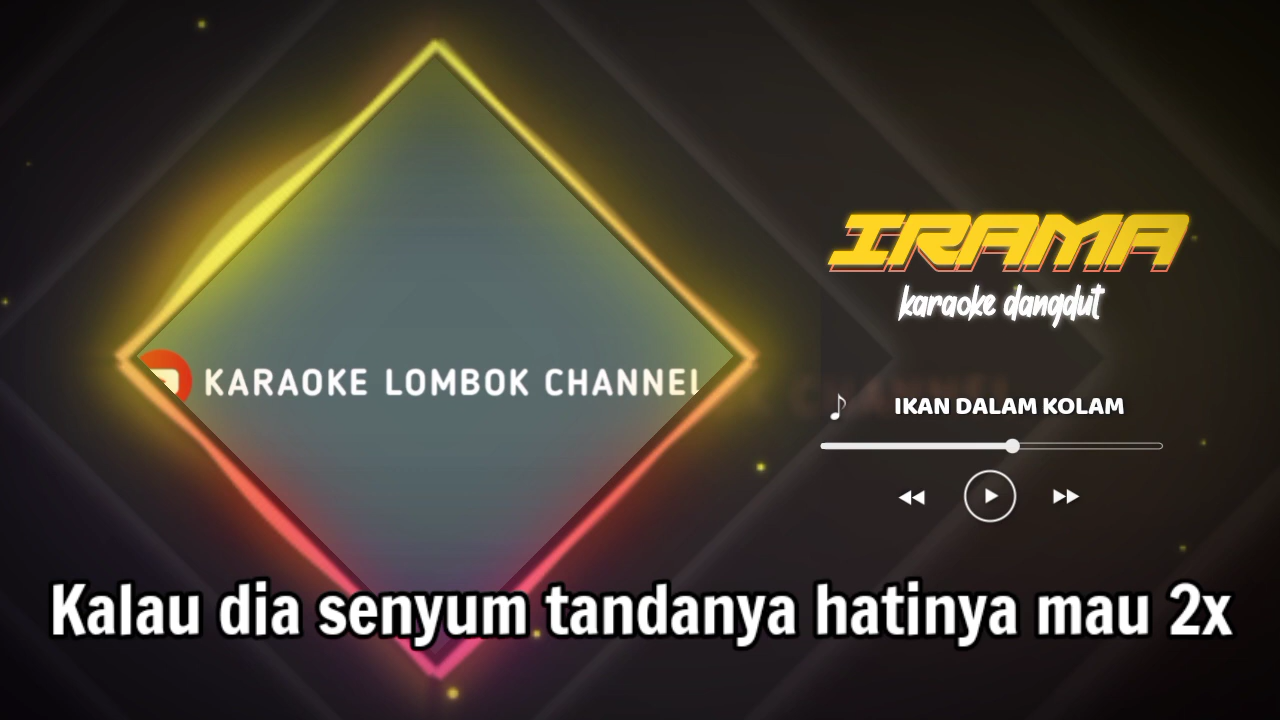 IRAMA
karaoke dangdut
KARAOKE LOMBOK CHANNEL
IKAN DALAM KOLAM
Kalau dia senyum tandanya hatinya mau 2x